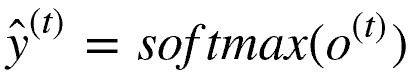 ŷ⁽ᵗ⁾ = softmax(o⁽ᵗ⁾)